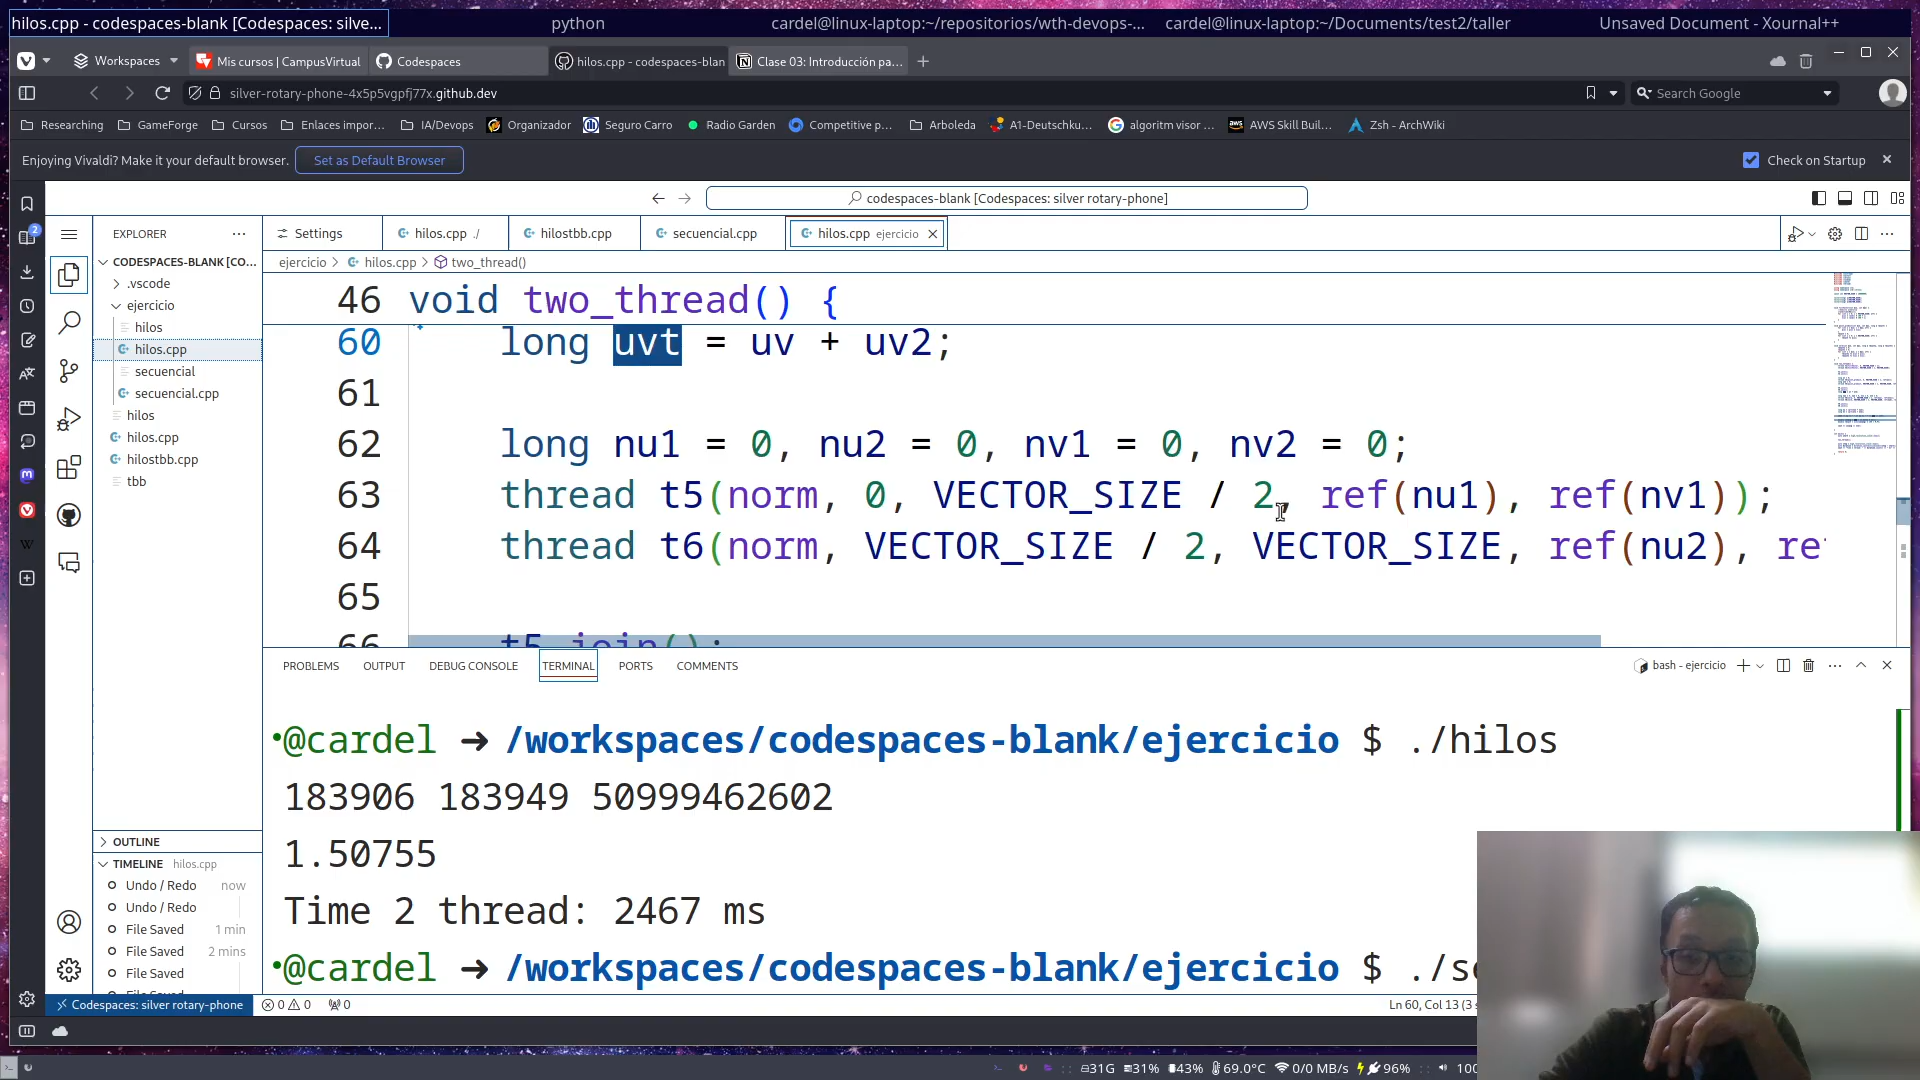 hilos.cpp - codespaces-blank [Codespaces: silve...
python
cardel@linux-laptop:~/repositorios/wth-devops-...
cardel@linux-laptop:~/Documents/test2/taller
Unsaved Document - Xournal++
Workspaces
Mis cursos | CampusVirtual
Codespaces
hilos.cpp - codespaces-blan
Clase 03: Introducción pa...
silver-rotary-phone-4x5p5vgpfj77x.github.dev
Search Google
Researching
GameForge
Cursos
Enlaces impor...
IA/Devops
Organizador
Seguro Carro
Radio Garden
Competitive p...
Arboleda
A1-Deutschku...
algoritm visor ...
AWS Skill Buil...
Zsh - ArchWiki
Enjoying Vivaldi? Make it your default browser.
Set as Default Browser
Check on Startup
codespaces-blank [Codespaces: silver rotary-phone]
EXPLORER
Settings
hilos.cpp ./
hilostbb.cpp
secuencial.cpp
hilos.cpp ejercicio
ejercicio > hilos.cpp > two_thread()
CODESPACES-BLANK [CO...
.vscode
ejercicio
hilos
hilos.cpp
secuencial
secuencial.cpp
hilos
hilos.cpp
hilostbb.cpp
tbb
46 void two_thread() {
60 long uvt = uv + uv2;
61
62 long nu1 = 0, nu2 = 0, nv1 = 0, nv2 = 0;
63 thread t5(norm, 0, VECTOR_SIZE / 2, ref(nu1), ref(nv1));
64 thread t6(norm, VECTOR_SIZE / 2, VECTOR_SIZE, ref(nu2), re
65
66 t5.join();
PROBLEMS
OUTPUT
DEBUG CONSOLE
TERMINAL
PORTS
COMMENTS
bash - ejercicio
@cardel ➜ /workspaces/codespaces-blank/ejercicio $ ./hilos
183906 183949 50999462602
1.50755
Time 2 thread: 2467 ms
@cardel ➜ /workspaces/codespaces-blank/ejercicio $ ./se
OUTLINE
TIMELINE hilos.cpp
Undo / Redo now
Undo / Redo
File Saved 1 min
File Saved 2 mins
File Saved
Codespaces: silver rotary-phone
0 0
0
Ln 60, Col 13 (3
2
31G
31%
43%
69.0°C
0/0 MB/s
96%
100